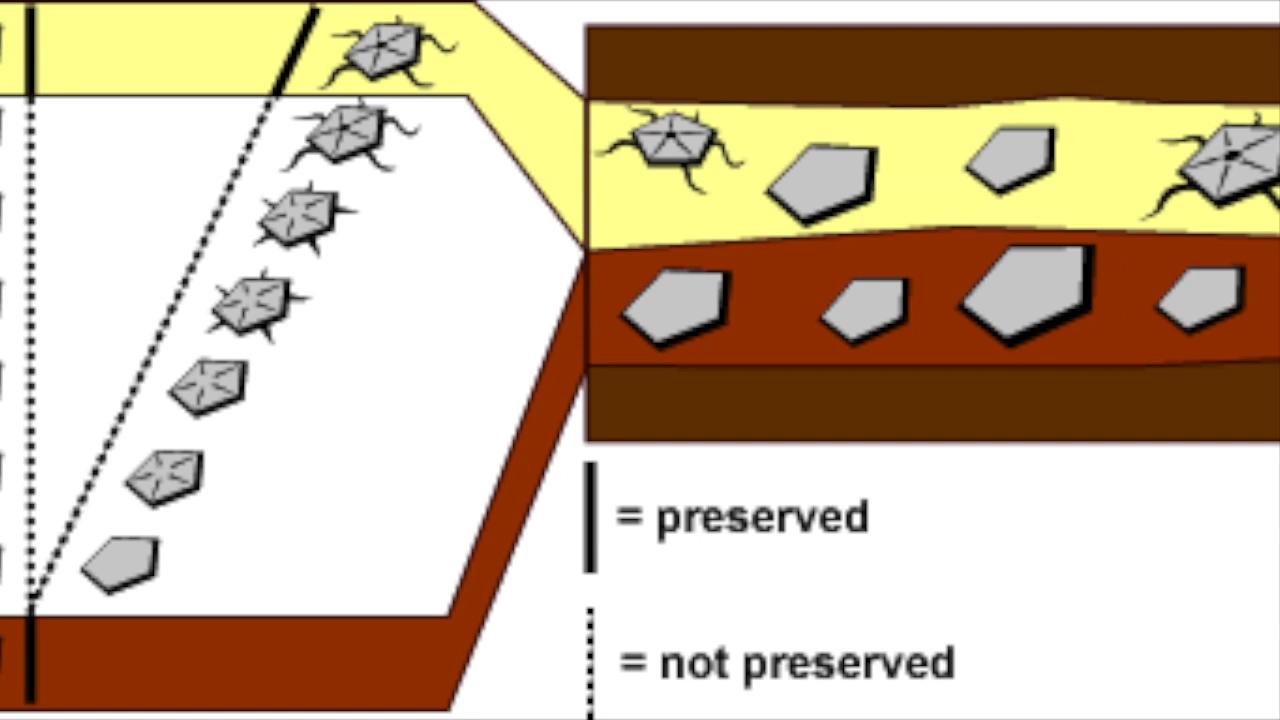 = preserved
= not preserved